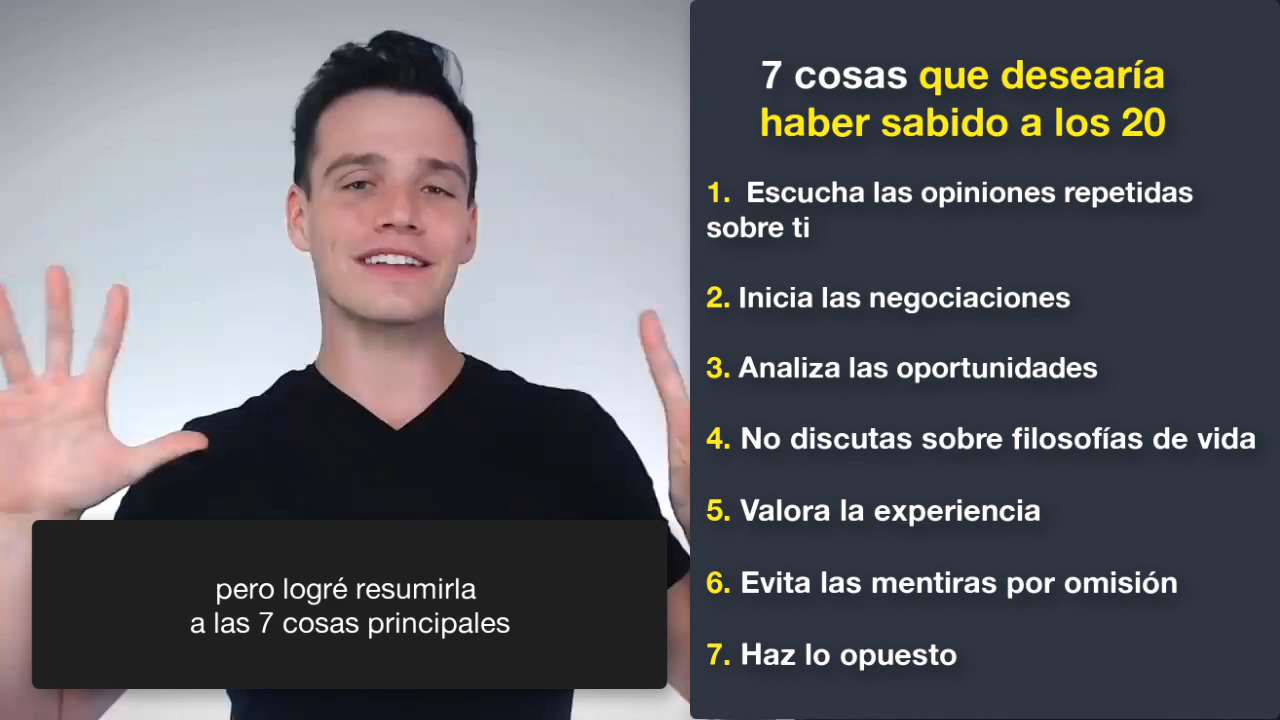 7 cosas que desearía
haber sabido a los 20
1. Escucha las opiniones repetidas
sobre ti
2. Inicia las negociaciones
3. Analiza las oportunidades
4. No discutas sobre filosofías de vida
5. Valora la experiencia
6. Evita las mentiras por omisión
7. Haz lo opuesto
pero logré resumirla
a las 7 cosas principales